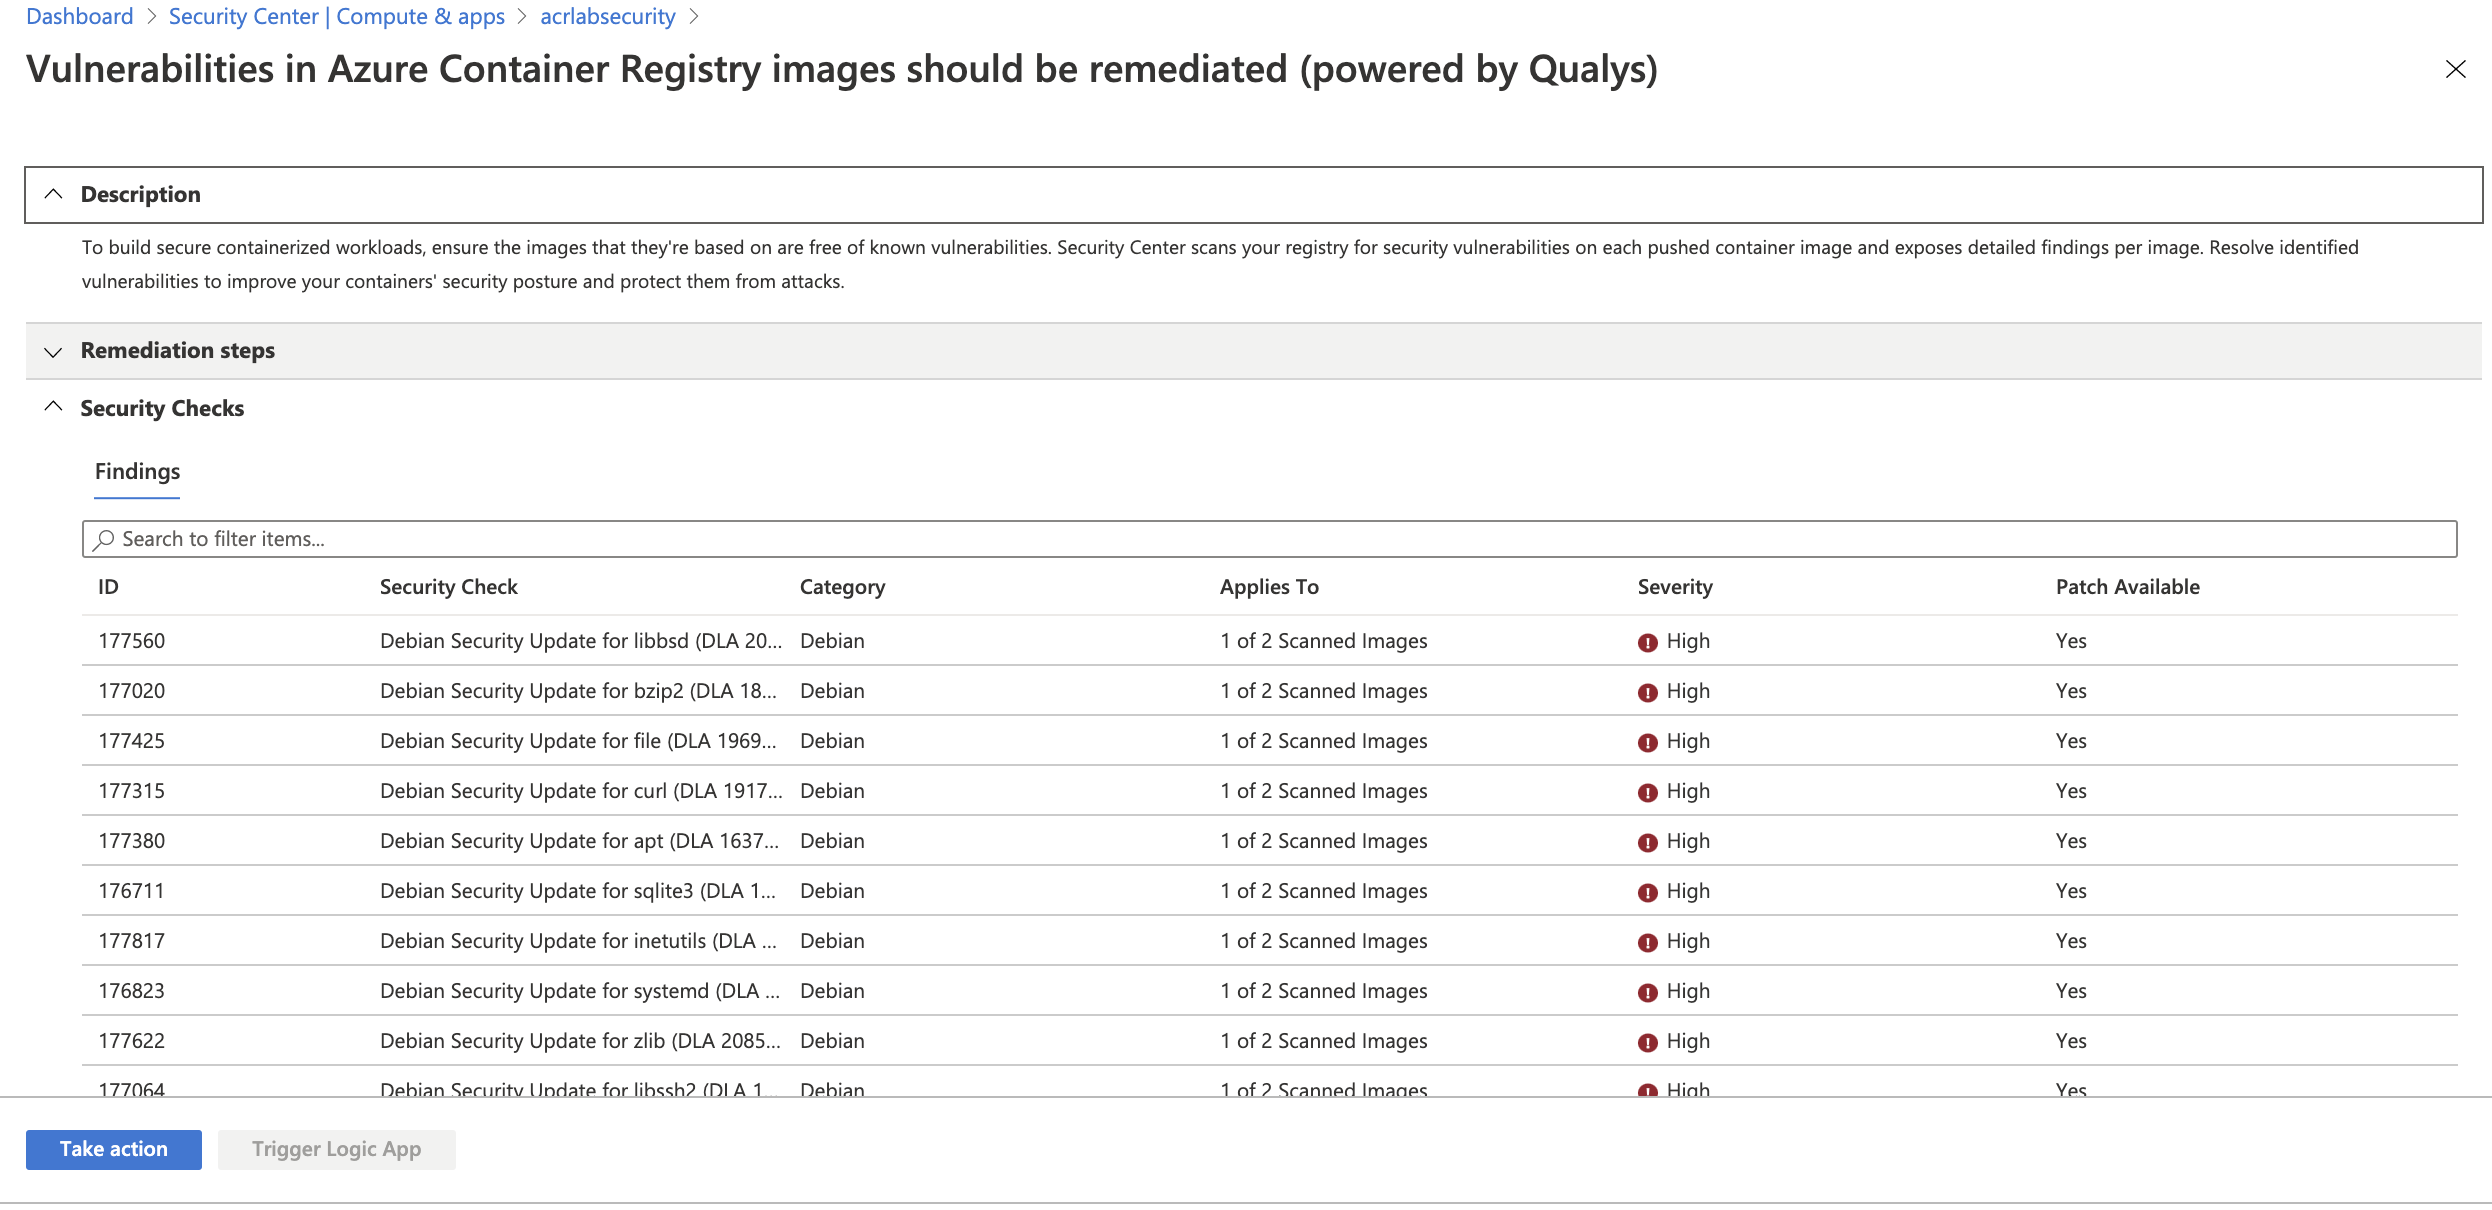 Dashboard > Security Center | Compute & apps > acrlabsecurity >
Vulnerabilities in Azure Container Registry images should be remediated (powered by Qualys)
Description
To build secure containerized workloads, ensure the images that they're based on are free of known vulnerabilities. Security Center scans your registry for security vulnerabilities on each pushed container image and exposes detailed findings per image. Resolve identified
vulnerabilities to improve your containers' security posture and protect them from attacks.
Remediation steps
Security Checks
Findings
Search to filter items...
ID Security Check Category Applies To Severity Patch Available
177560 Debian Security Update for libbsd (DLA 20... Debian 1 of 2 Scanned Images High Yes
177020 Debian Security Update for bzip2 (DLA 18... Debian 1 of 2 Scanned Images High Yes
177425 Debian Security Update for file (DLA 1969... Debian 1 of 2 Scanned Images High Yes
177315 Debian Security Update for curl (DLA 1917... Debian 1 of 2 Scanned Images High Yes
177380 Debian Security Update for apt (DLA 1637... Debian 1 of 2 Scanned Images High Yes
176711 Debian Security Update for sqlite3 (DLA 1... Debian 1 of 2 Scanned Images High Yes
177817 Debian Security Update for inetutils (DLA ... Debian 1 of 2 Scanned Images High Yes
176823 Debian Security Update for systemd (DLA ... Debian 1 of 2 Scanned Images High Yes
177622 Debian Security Update for zlib (DLA 2085... Debian 1 of 2 Scanned Images High Yes
177064 Debian Security Update for libssh2 (DLA 1... Debian 1 of 2 Scanned Images High Yes
Take action Trigger Logic App